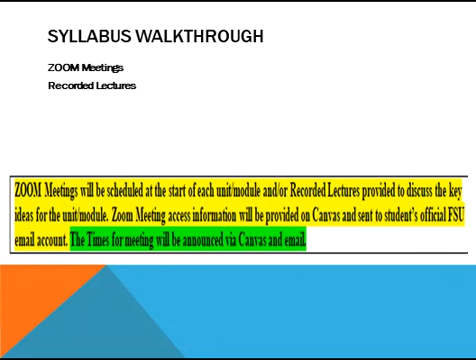 SYLLABUS WALKTHROUGH
ZOOM Meetings
Recorded Lectures
ZOOM Meetings will be scheduled at the start of each unit/module and/or Recorded Lectures provided to discuss the key
ideas for the unit/module. Zoom Meeting access information will be provided on Canvas and sent to student's official FSU
email account. The Times for meeting will be announced via Canvas and email.